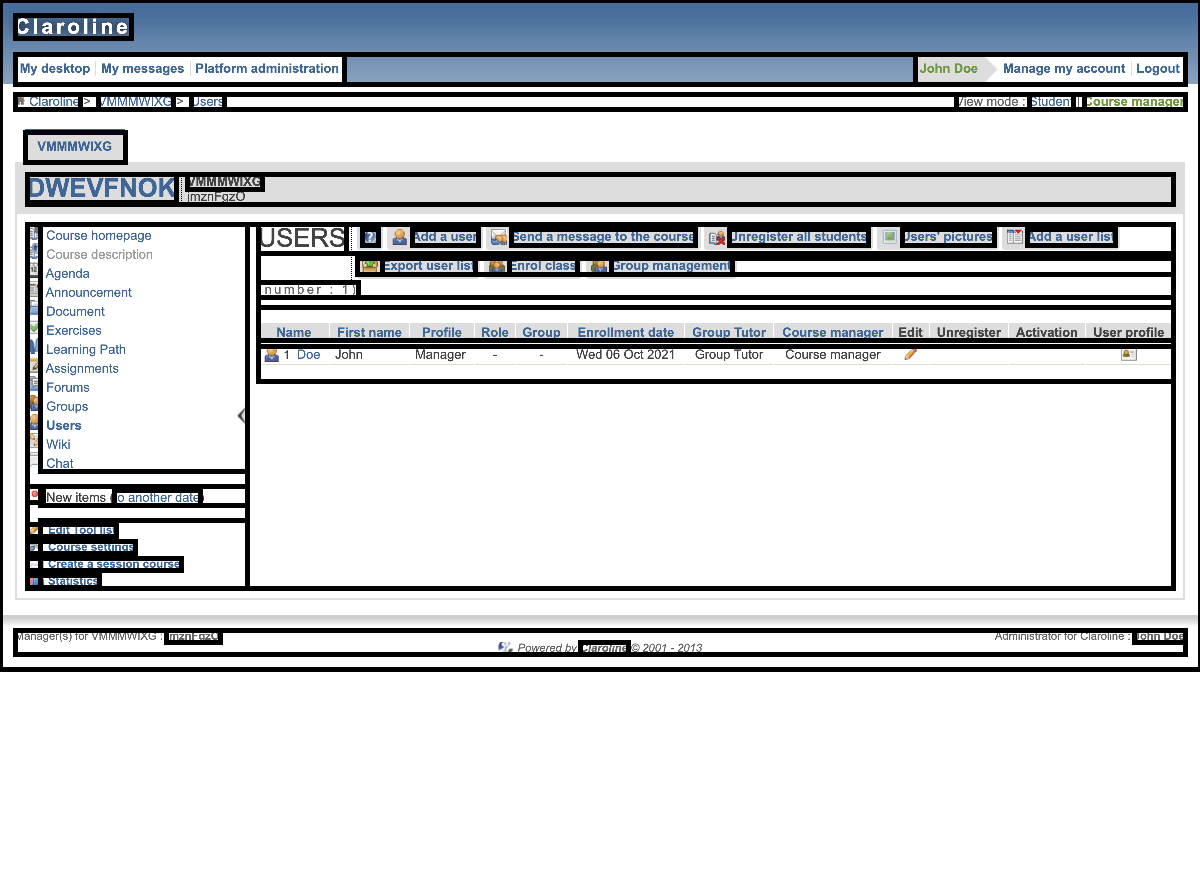 Claroline
My desktop My messages Platform administration John Doe Manage my account Logout
Claroline > VMMMWIXG > Users View mode : Student Course manager
VMMMWIXG
DWEVFNOK VMMMWIXG
jmznFgzO
Course homepage
Course description
Agenda
Announcement
Document
Exercises
Learning Path
Assignments
Forums
Groups
Users
Wiki
Chat
New items (to another date)
Edit Tool list
Course settings
Create a session course
Statistics
USERS Add a user Send a message to the course Unregister all students Users' pictures Add a user list
Export user list Enrol class Group management
number : 1)
Name First name Profile Role Group Enrollment date Group Tutor Course manager Edit Unregister Activation User profile
1 Doe John Manager - - Wed 06 Oct 2021 Group Tutor Course manager
Manager(s) for VMMMWIXG : jmznFgzO Administrator for Claroline : John Doe
Powered by Claroline © 2001 - 2013